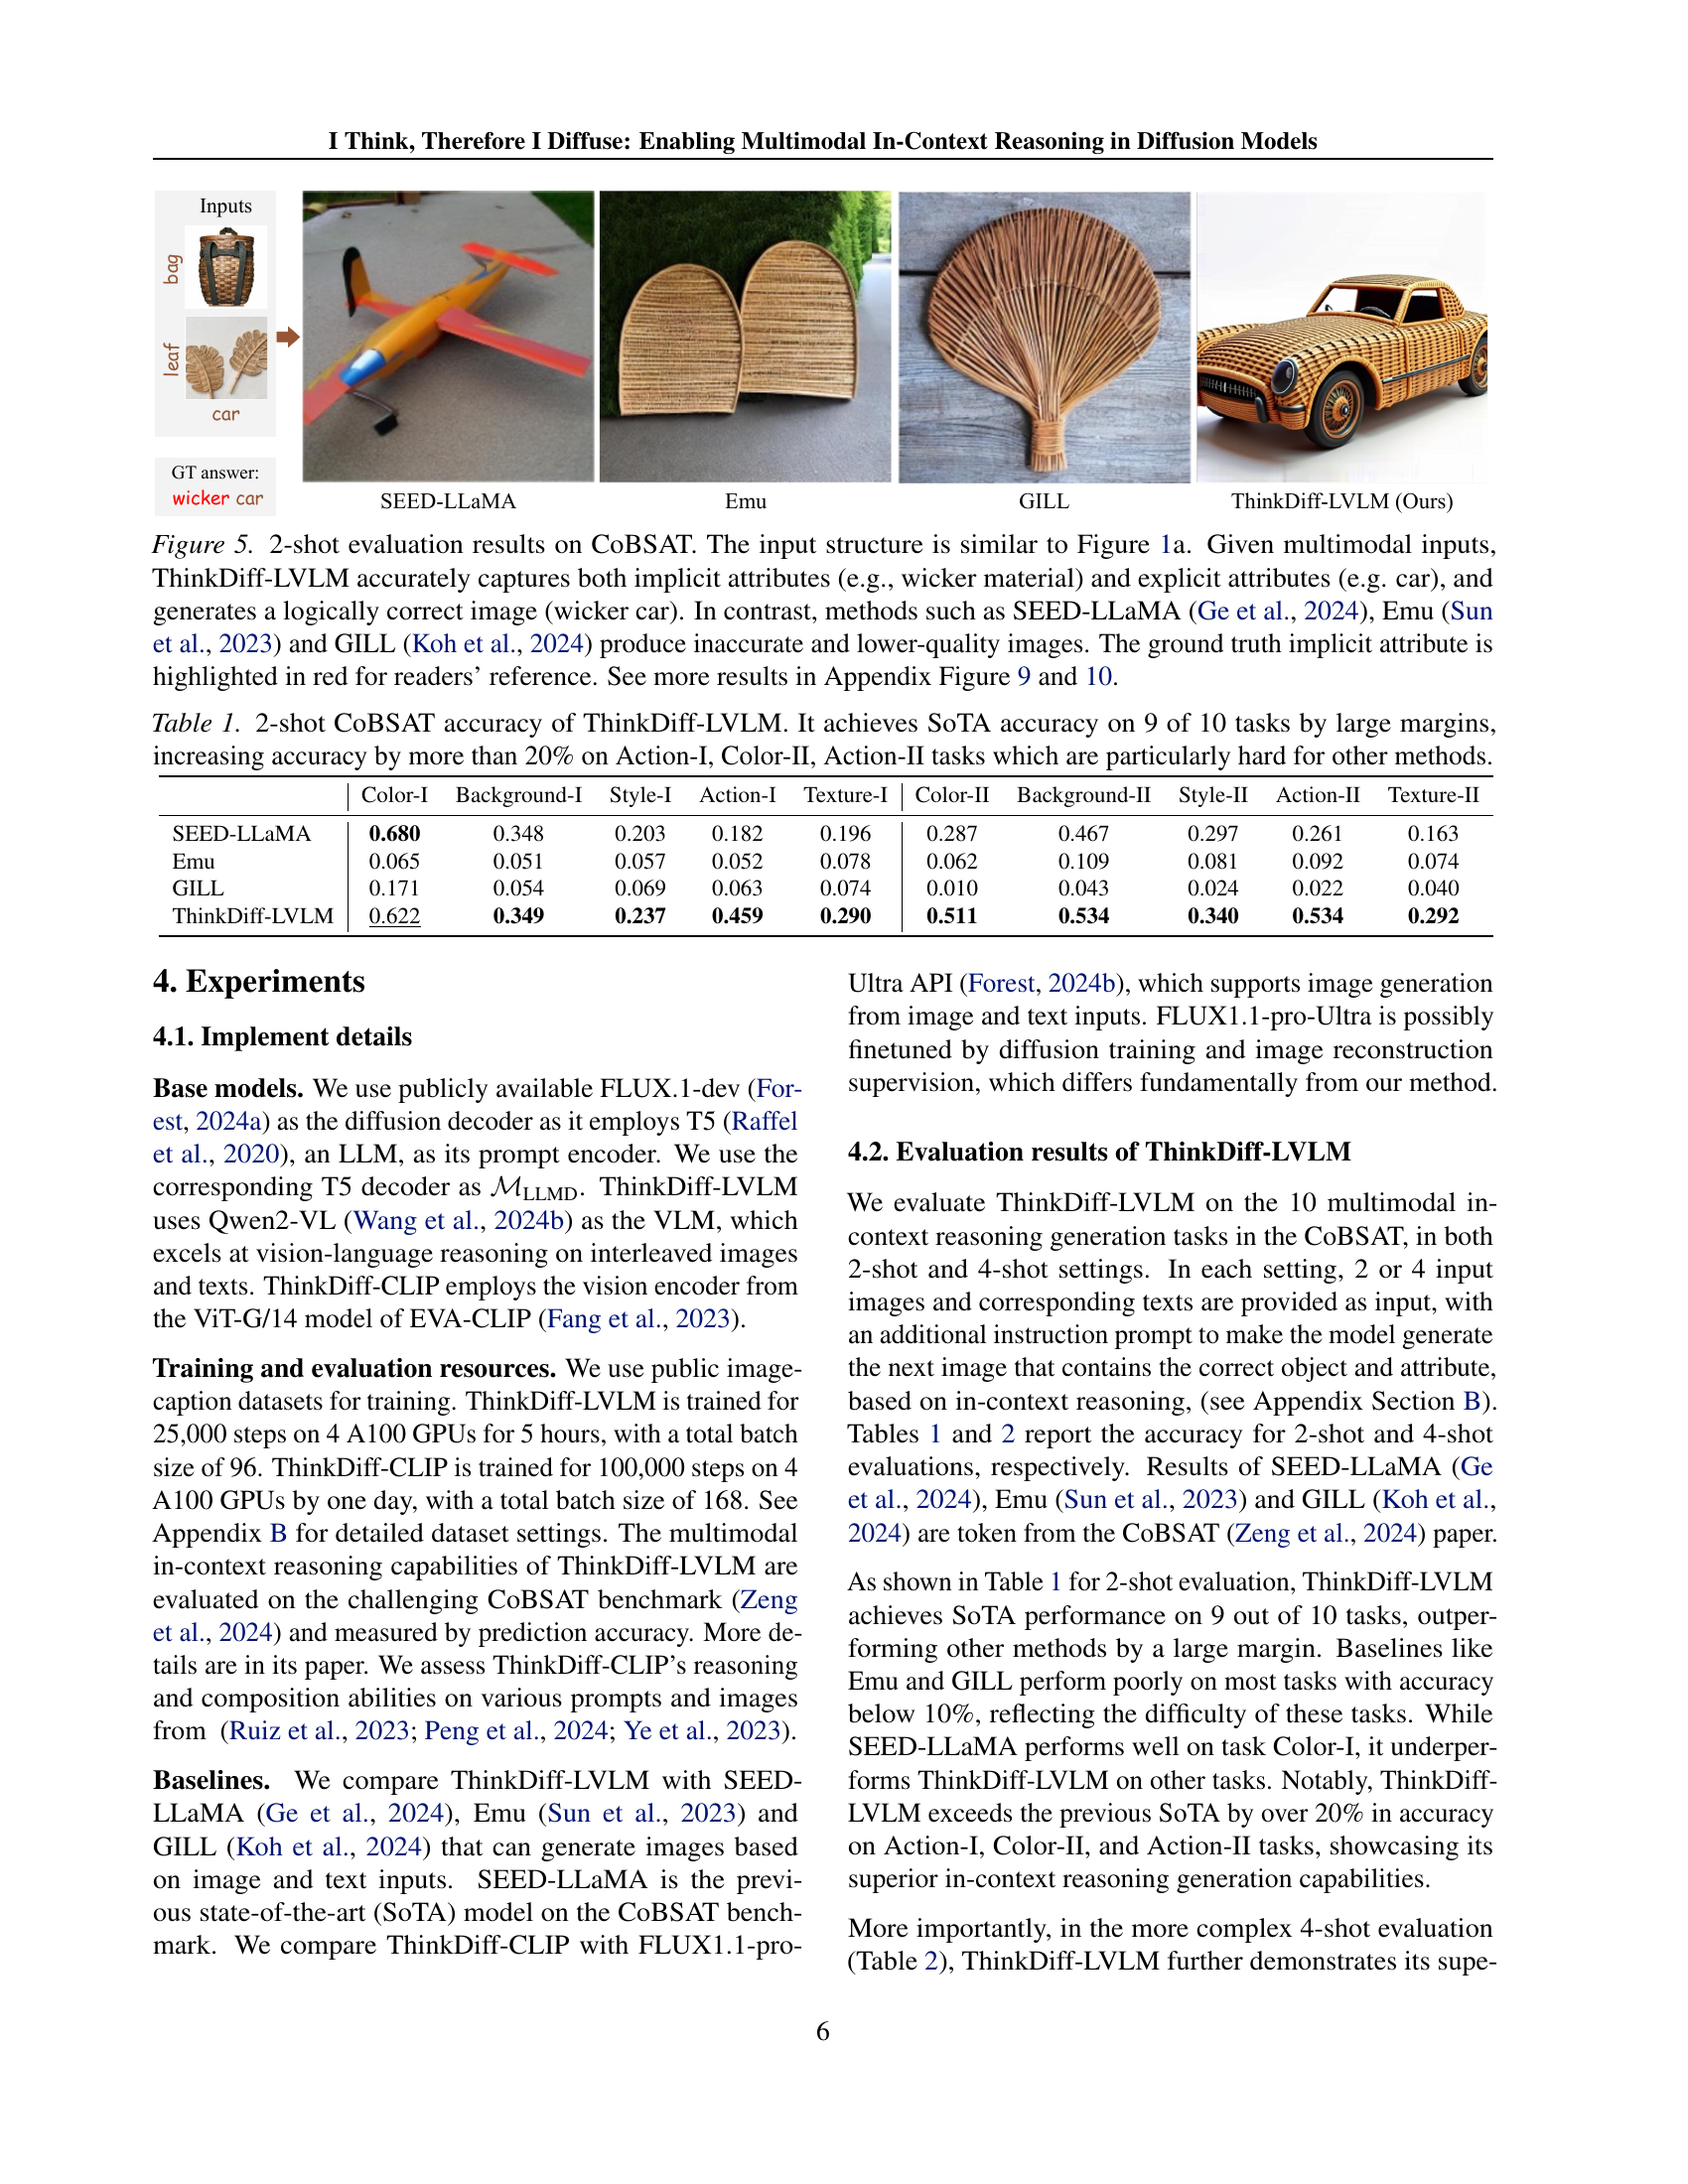 I Think, Therefore I Diffuse: Enabling Multimodal In-Context Reasoning in Diffusion Models
Inputs
bag
leaf
car
GT answer:
wicker car
SEED-LLaMA
Emu
GILL
ThinkDiff-LVLM (Ours)
Figure 5. 2-shot evaluation results on CoBSAT. The input structure is similar to Figure 1a. Given multimodal inputs,
ThinkDiff-LVLM accurately captures both implicit attributes (e.g., wicker material) and explicit attributes (e.g. car), and
generates a logically correct image (wicker car). In contrast, methods such as SEED-LLaMA (Ge et al., 2024), Emu (Sun
et al., 2023) and GILL (Koh et al., 2024) produce inaccurate and lower-quality images. The ground truth implicit attribute is
highlighted in red for readers' reference. See more results in Appendix Figure 9 and 10.
Table 1. 2-shot CoBSAT accuracy of ThinkDiff-LVLM. It achieves SoTA accuracy on 9 of 10 tasks by large margins,
increasing accuracy by more than 20% on Action-I, Color-II, Action-II tasks which are particularly hard for other methods.
Color-I Background-I Style-I Action-I Texture-I Color-II Background-II Style-II Action-II Texture-II
SEED-LLaMA 0.680 0.348 0.203 0.182 0.196 0.287 0.467 0.297 0.261 0.163
Emu 0.065 0.051 0.057 0.052 0.078 0.062 0.109 0.081 0.092 0.074
GILL 0.171 0.054 0.069 0.063 0.074 0.010 0.043 0.024 0.022 0.040
ThinkDiff-LVLM 0.622 0.349 0.237 0.459 0.290 0.511 0.534 0.340 0.534 0.292
4. Experiments
4.1. Implement details
Base models. We use publicly available FLUX.1-dev (For-
est, 2024a) as the diffusion decoder as it employs T5 (Raffel
et al., 2020), an LLM, as its prompt encoder. We use the
corresponding T5 decoder as MLLMD. ThinkDiff-LVLM
uses Qwen2-VL (Wang et al., 2024b) as the VLM, which
excels at vision-language reasoning on interleaved images
and texts. ThinkDiff-CLIP employs the vision encoder from
the ViT-G/14 model of EVA-CLIP (Fang et al., 2023).
Training and evaluation resources. We use public image-
caption datasets for training. ThinkDiff-LVLM is trained for
25,000 steps on 4 A100 GPUs for 5 hours, with a total batch
size of 96. ThinkDiff-CLIP is trained for 100,000 steps on 4
A100 GPUs by one day, with a total batch size of 168. See
Appendix B for detailed dataset settings. The multimodal
in-context reasoning capabilities of ThinkDiff-LVLM are
evaluated on the challenging CoBSAT benchmark (Zeng
et al., 2024) and measured by prediction accuracy. More de-
tails are in its paper. We assess ThinkDiff-CLIP's reasoning
and composition abilities on various prompts and images
from (Ruiz et al., 2023; Peng et al., 2024; Ye et al., 2023).
Baselines. We compare ThinkDiff-LVLM with SEED-
LLaMA (Ge et al., 2024), Emu (Sun et al., 2023) and
GILL (Koh et al., 2024) that can generate images based
on image and text inputs. SEED-LLaMA is the previ-
ous state-of-the-art (SoTA) model on the CoBSAT bench-
mark. We compare ThinkDiff-CLIP with FLUX1.1-pro-
Ultra API (Forest, 2024b), which supports image generation
from image and text inputs. FLUX1.1-pro-Ultra is possibly
finetuned by diffusion training and image reconstruction
supervision, which differs fundamentally from our method.
4.2. Evaluation results of ThinkDiff-LVLM
We evaluate ThinkDiff-LVLM on the 10 multimodal in-
context reasoning generation tasks in the CoBSAT, in both
2-shot and 4-shot settings. In each setting, 2 or 4 input
images and corresponding texts are provided as input, with
an additional instruction prompt to make the model generate
the next image that contains the correct object and attribute,
based on in-context reasoning, (see Appendix Section B).
Tables 1 and 2 report the accuracy for 2-shot and 4-shot
evaluations, respectively. Results of SEED-LLaMA (Ge
et al., 2024), Emu (Sun et al., 2023) and GILL (Koh et al.,
2024) are token from the CoBSAT (Zeng et al., 2024) paper.
As shown in Table 1 for 2-shot evaluation, ThinkDiff-LVLM
achieves SoTA performance on 9 out of 10 tasks, outper-
forming other methods by a large margin. Baselines like
Emu and GILL perform poorly on most tasks with accuracy
below 10%, reflecting the difficulty of these tasks. While
SEED-LLaMA performs well on task Color-I, it underper-
forms ThinkDiff-LVLM on other tasks. Notably, ThinkDiff-
LVLM exceeds the previous SoTA by over 20% in accuracy
on Action-I, Color-II, and Action-II tasks, showcasing its
superior in-context reasoning generation capabilities.
More importantly, in the more complex 4-shot evaluation
(Table 2), ThinkDiff-LVLM further demonstrates its supe-
6